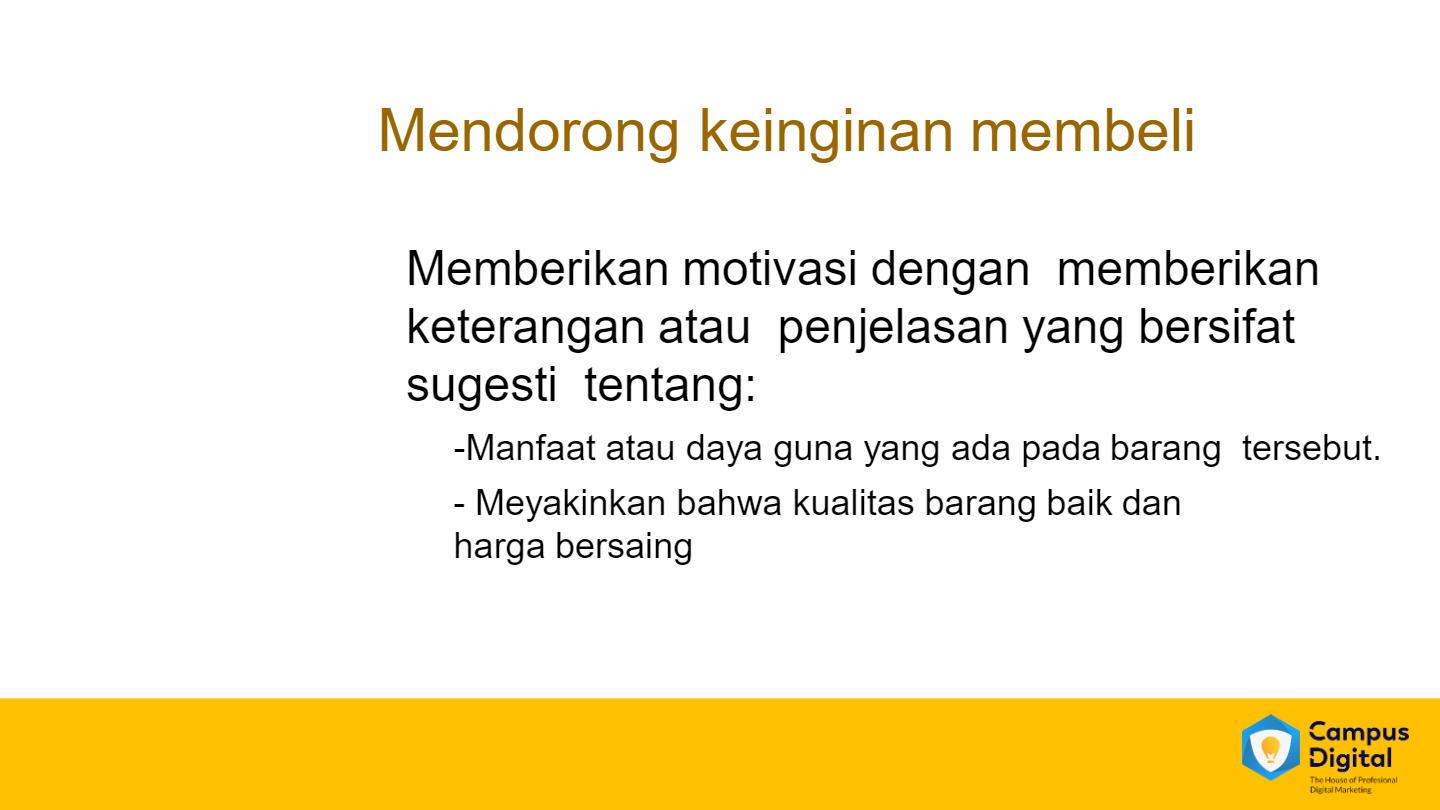 Mendorong keinginan membeli
Memberikan motivasi dengan  memberikan
keterangan atau  penjelasan yang bersifat
sugesti  tentang:
-Manfaat atau daya guna yang ada pada barang  tersebut.
- Meyakinkan bahwa kualitas barang baik dan
harga bersaing
Campus
Digital
The House of Profesional
Digital Marketing